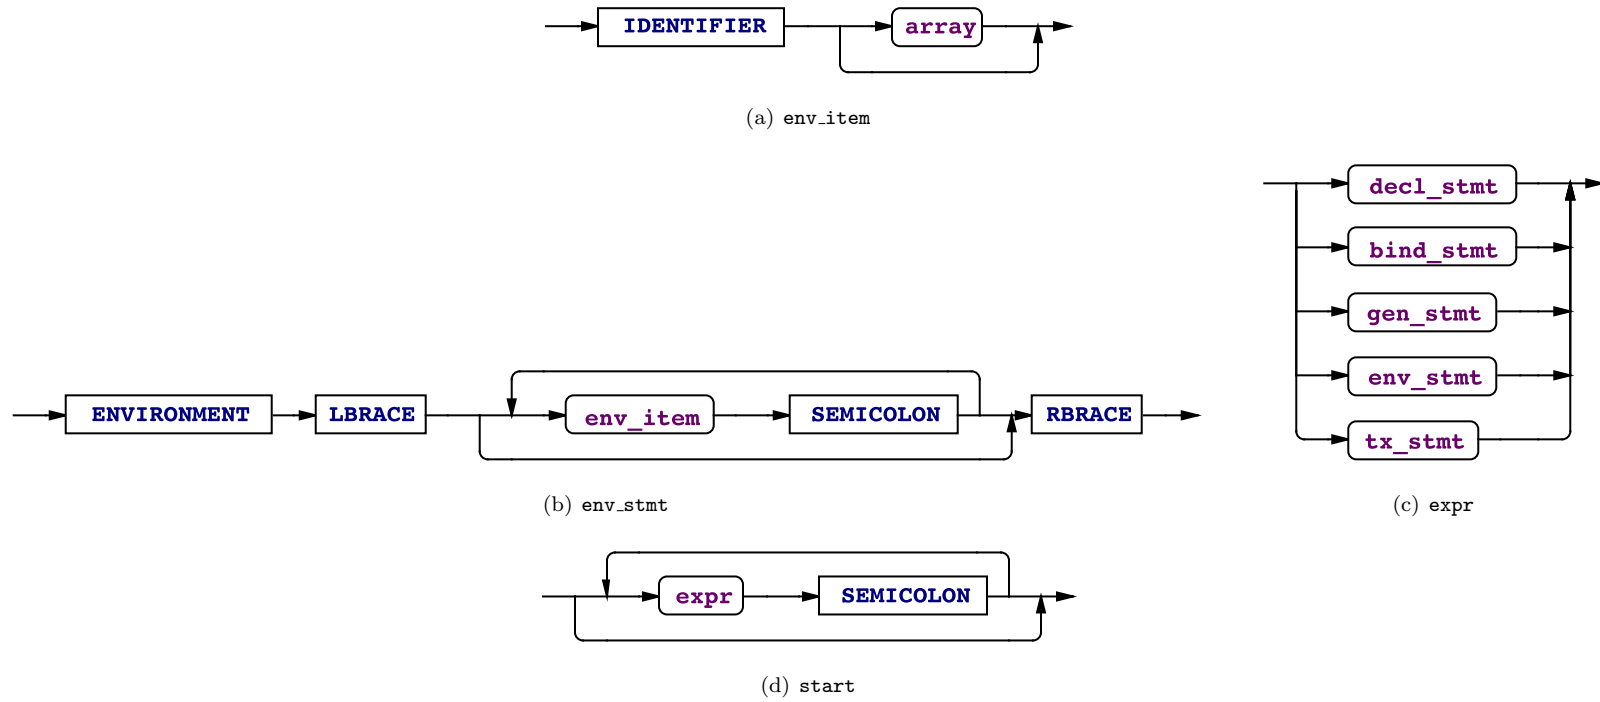 IDENTIFIER array
(a) env_item
decl_stmt
bind_stmt
gen_stmt
env_stmt
tx_stmt
ENVIRONMENT LBRACE env_item SEMICOLON RBRACE
(b) env_stmt
(c) expr
expr SEMICOLON
(d) start